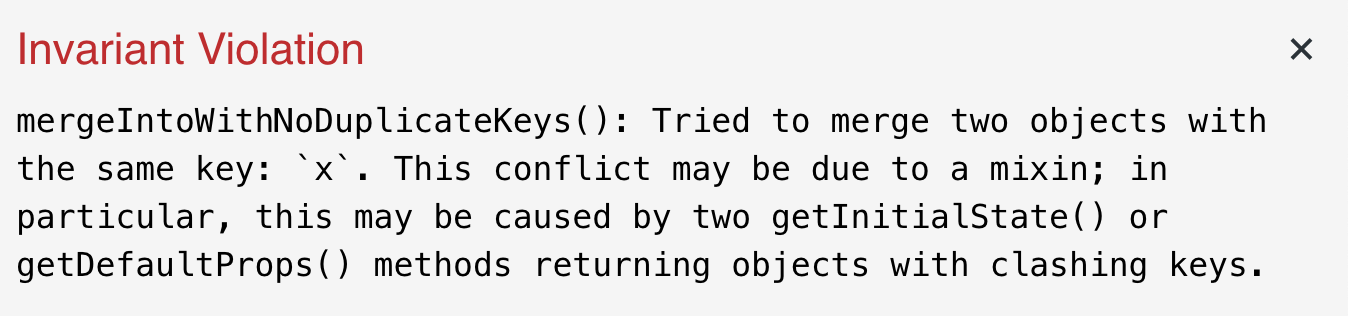 Invariant Violation ×
mergeIntoWithNoDuplicateKeys(): Tried to merge two objects with
the same key: `x`. This conflict may be due to a mixin; in
particular, this may be caused by two getInitialState() or
getDefaultProps() methods returning objects with clashing keys.